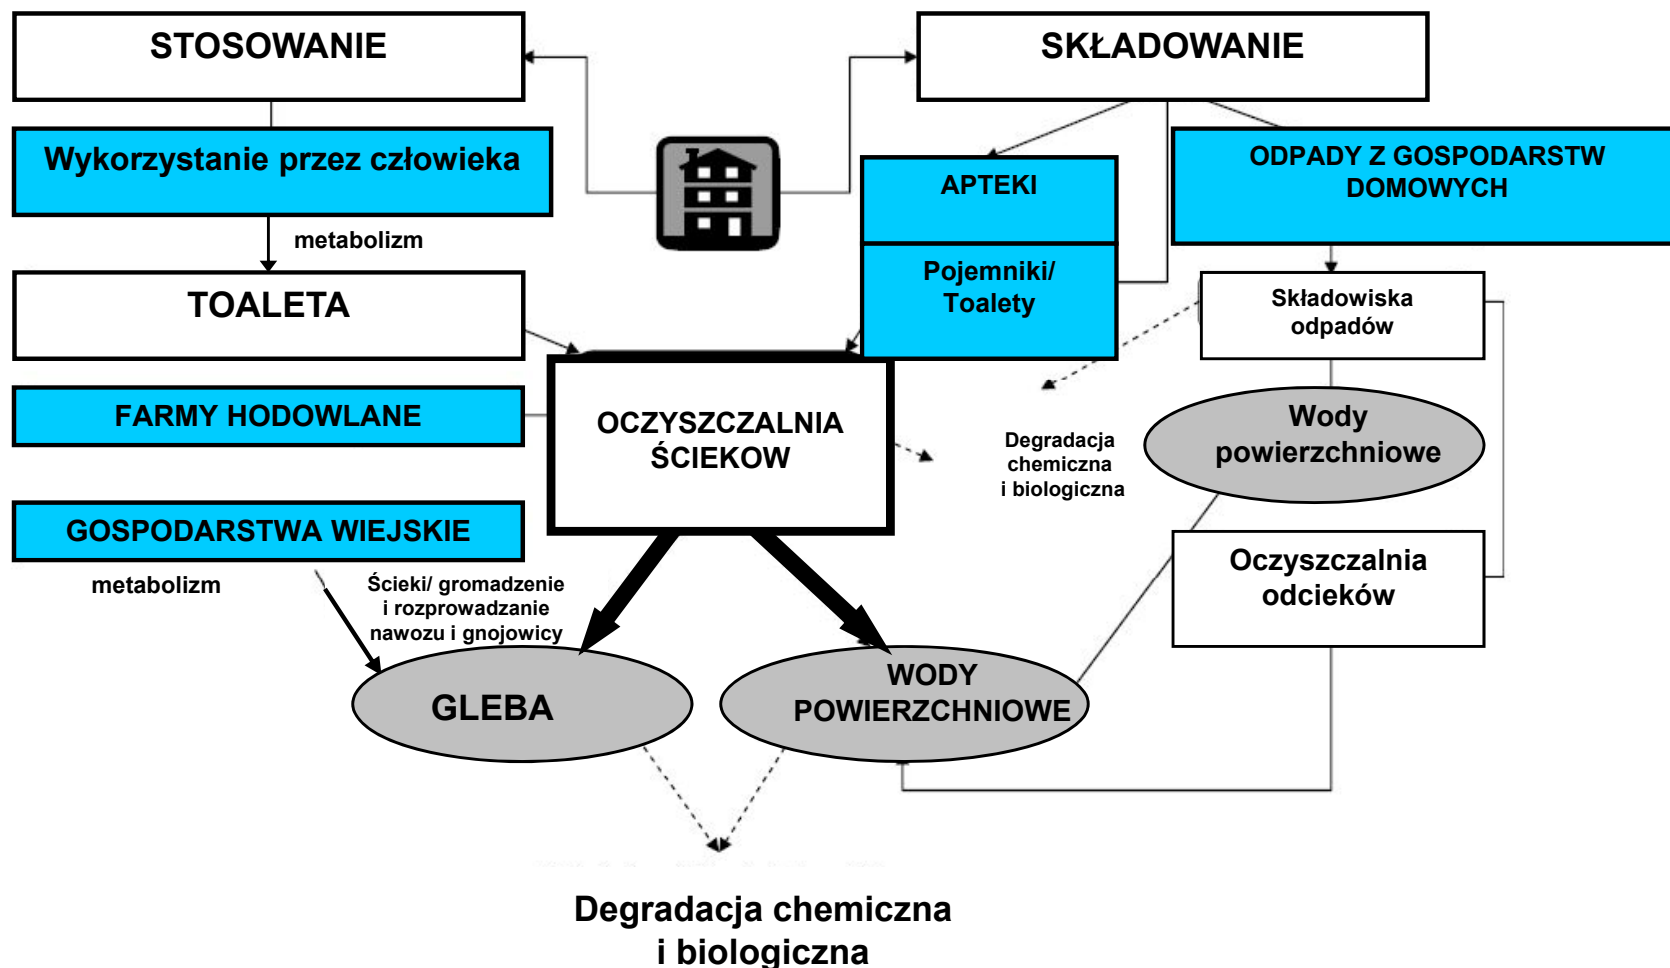 STOSOWANIE
SKŁADOWANIE
Wykorzystanie przez człowieka
APTEKI
ODPADY Z GOSPODARSTW
DOMOWYCH
metabolizm
Pojemniki/
Toalety
TOALETA
Składowiska
odpadów
FARMY HODOWLANE
OCZYSZCZALNIA
ŚCIEKOW
Degradacja
chemiczna
i biologiczna
Wody
powierzchniowe
GOSPODARSTWA WIEJSKIE
metabolizm
Ścieki/ gromadzenie
i rozprowadzanie
nawozu i gnojowicy
Oczyszczalnia
odcieków
GLEBA
WODY
POWIERZCHNIOWE
Degradacja chemiczna
i biologiczna